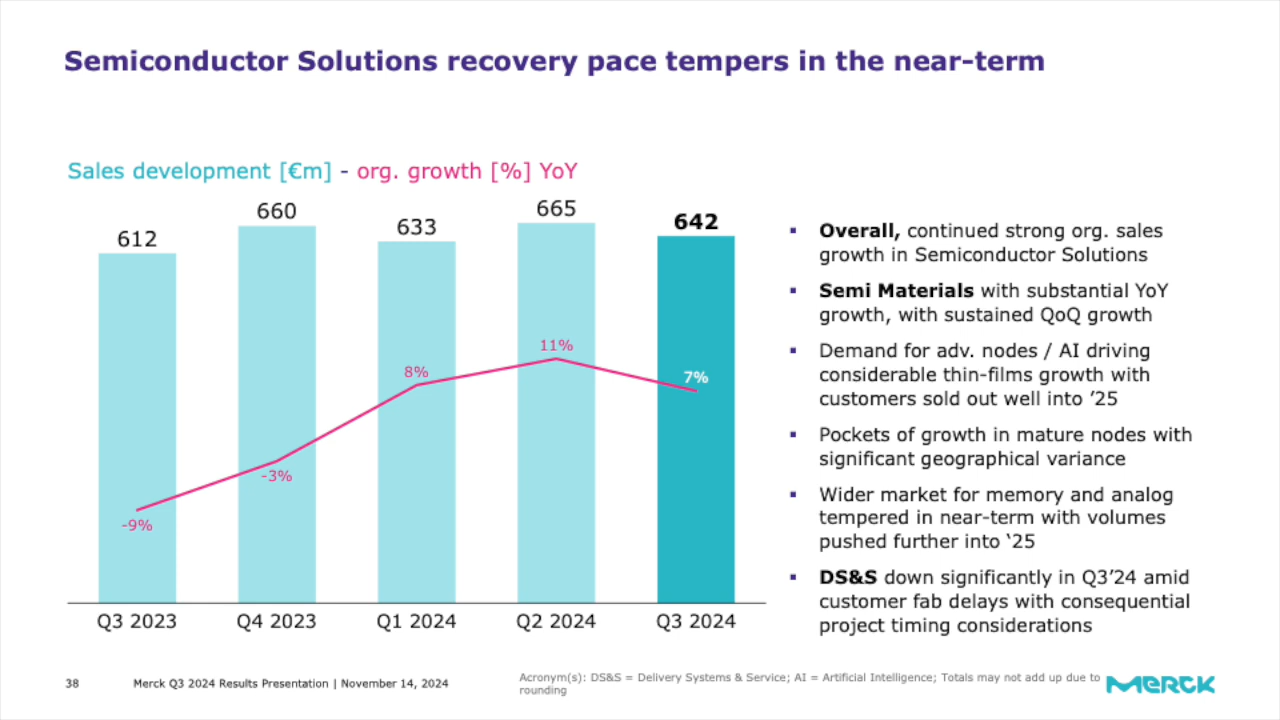 Semiconductor Solutions recovery pace tempers in the near-term
Sales development [€m] - org. growth [%] YoY
612
660
633
665
642
-9%
-3%
8%
11%
7%
Q3 2023
Q4 2023
Q1 2024
Q2 2024
Q3 2024
▪ Overall, continued strong org. sales
growth in Semiconductor Solutions
▪ Semi Materials with substantial YoY
growth, with sustained QoQ growth
▪ Demand for adv. nodes / AI driving
considerable thin-films growth with
customers sold out well into ’25
▪ Pockets of growth in mature nodes with
significant geographical variance
▪ Wider market for memory and analog
tempered in near-term with volumes
pushed further into ‘25
▪ DS&S down significantly in Q3’24 amid
customer fab delays with consequential
project timing considerations
38
Merck Q3 2024 Results Presentation | November 14, 2024
Acronym(s): DS&S = Delivery Systems & Service; AI = Artificial Intelligence; Totals may not add up due to
rounding
MERCK